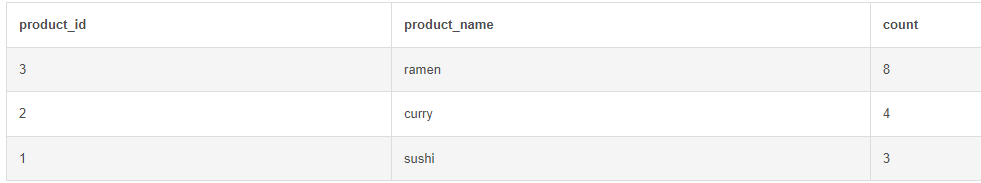 product_id product_name count
3 ramen 8
2 curry 4
1 sushi 3